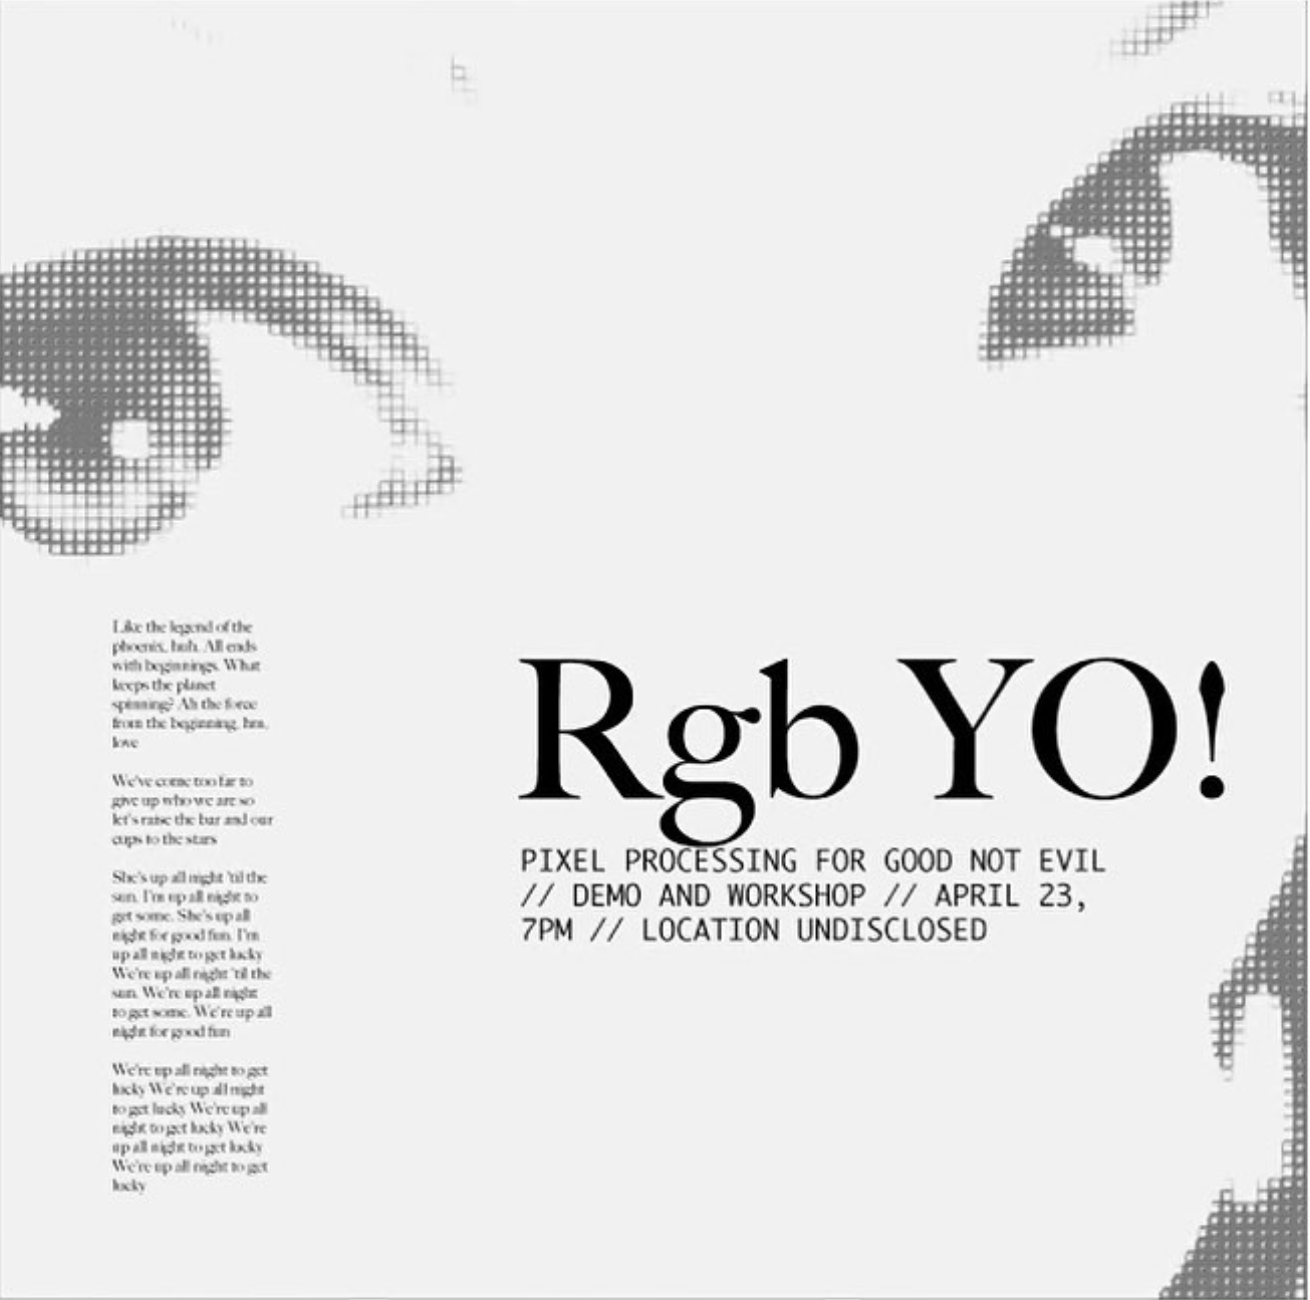 Like the legend of the
phoenix, huh. All ends
with beginnings. What
keeps the planet
spinning? Ah the force
from the beginning, hm,
love
We've come too far to
give up who we are so
let's raise the bar and our
cups to the stars
She's up all night 'til the
sun. I'm up all night to
get some. She's up all
night for good fun. I'm
up all night to get lucky
We're up all night 'til the
sun. We're up all night
to get some. We're up all
night for good fun
We're up all night to get
lucky We're up all night
to get lucky We're up all
night to get lucky We're
up all night to get lucky
We're up all night to get
lucky
Rgb YO!
PIXEL PROCESSING FOR GOOD NOT EVIL
// DEMO AND WORKSHOP // APRIL 23,
7PM // LOCATION UNDISCLOSED